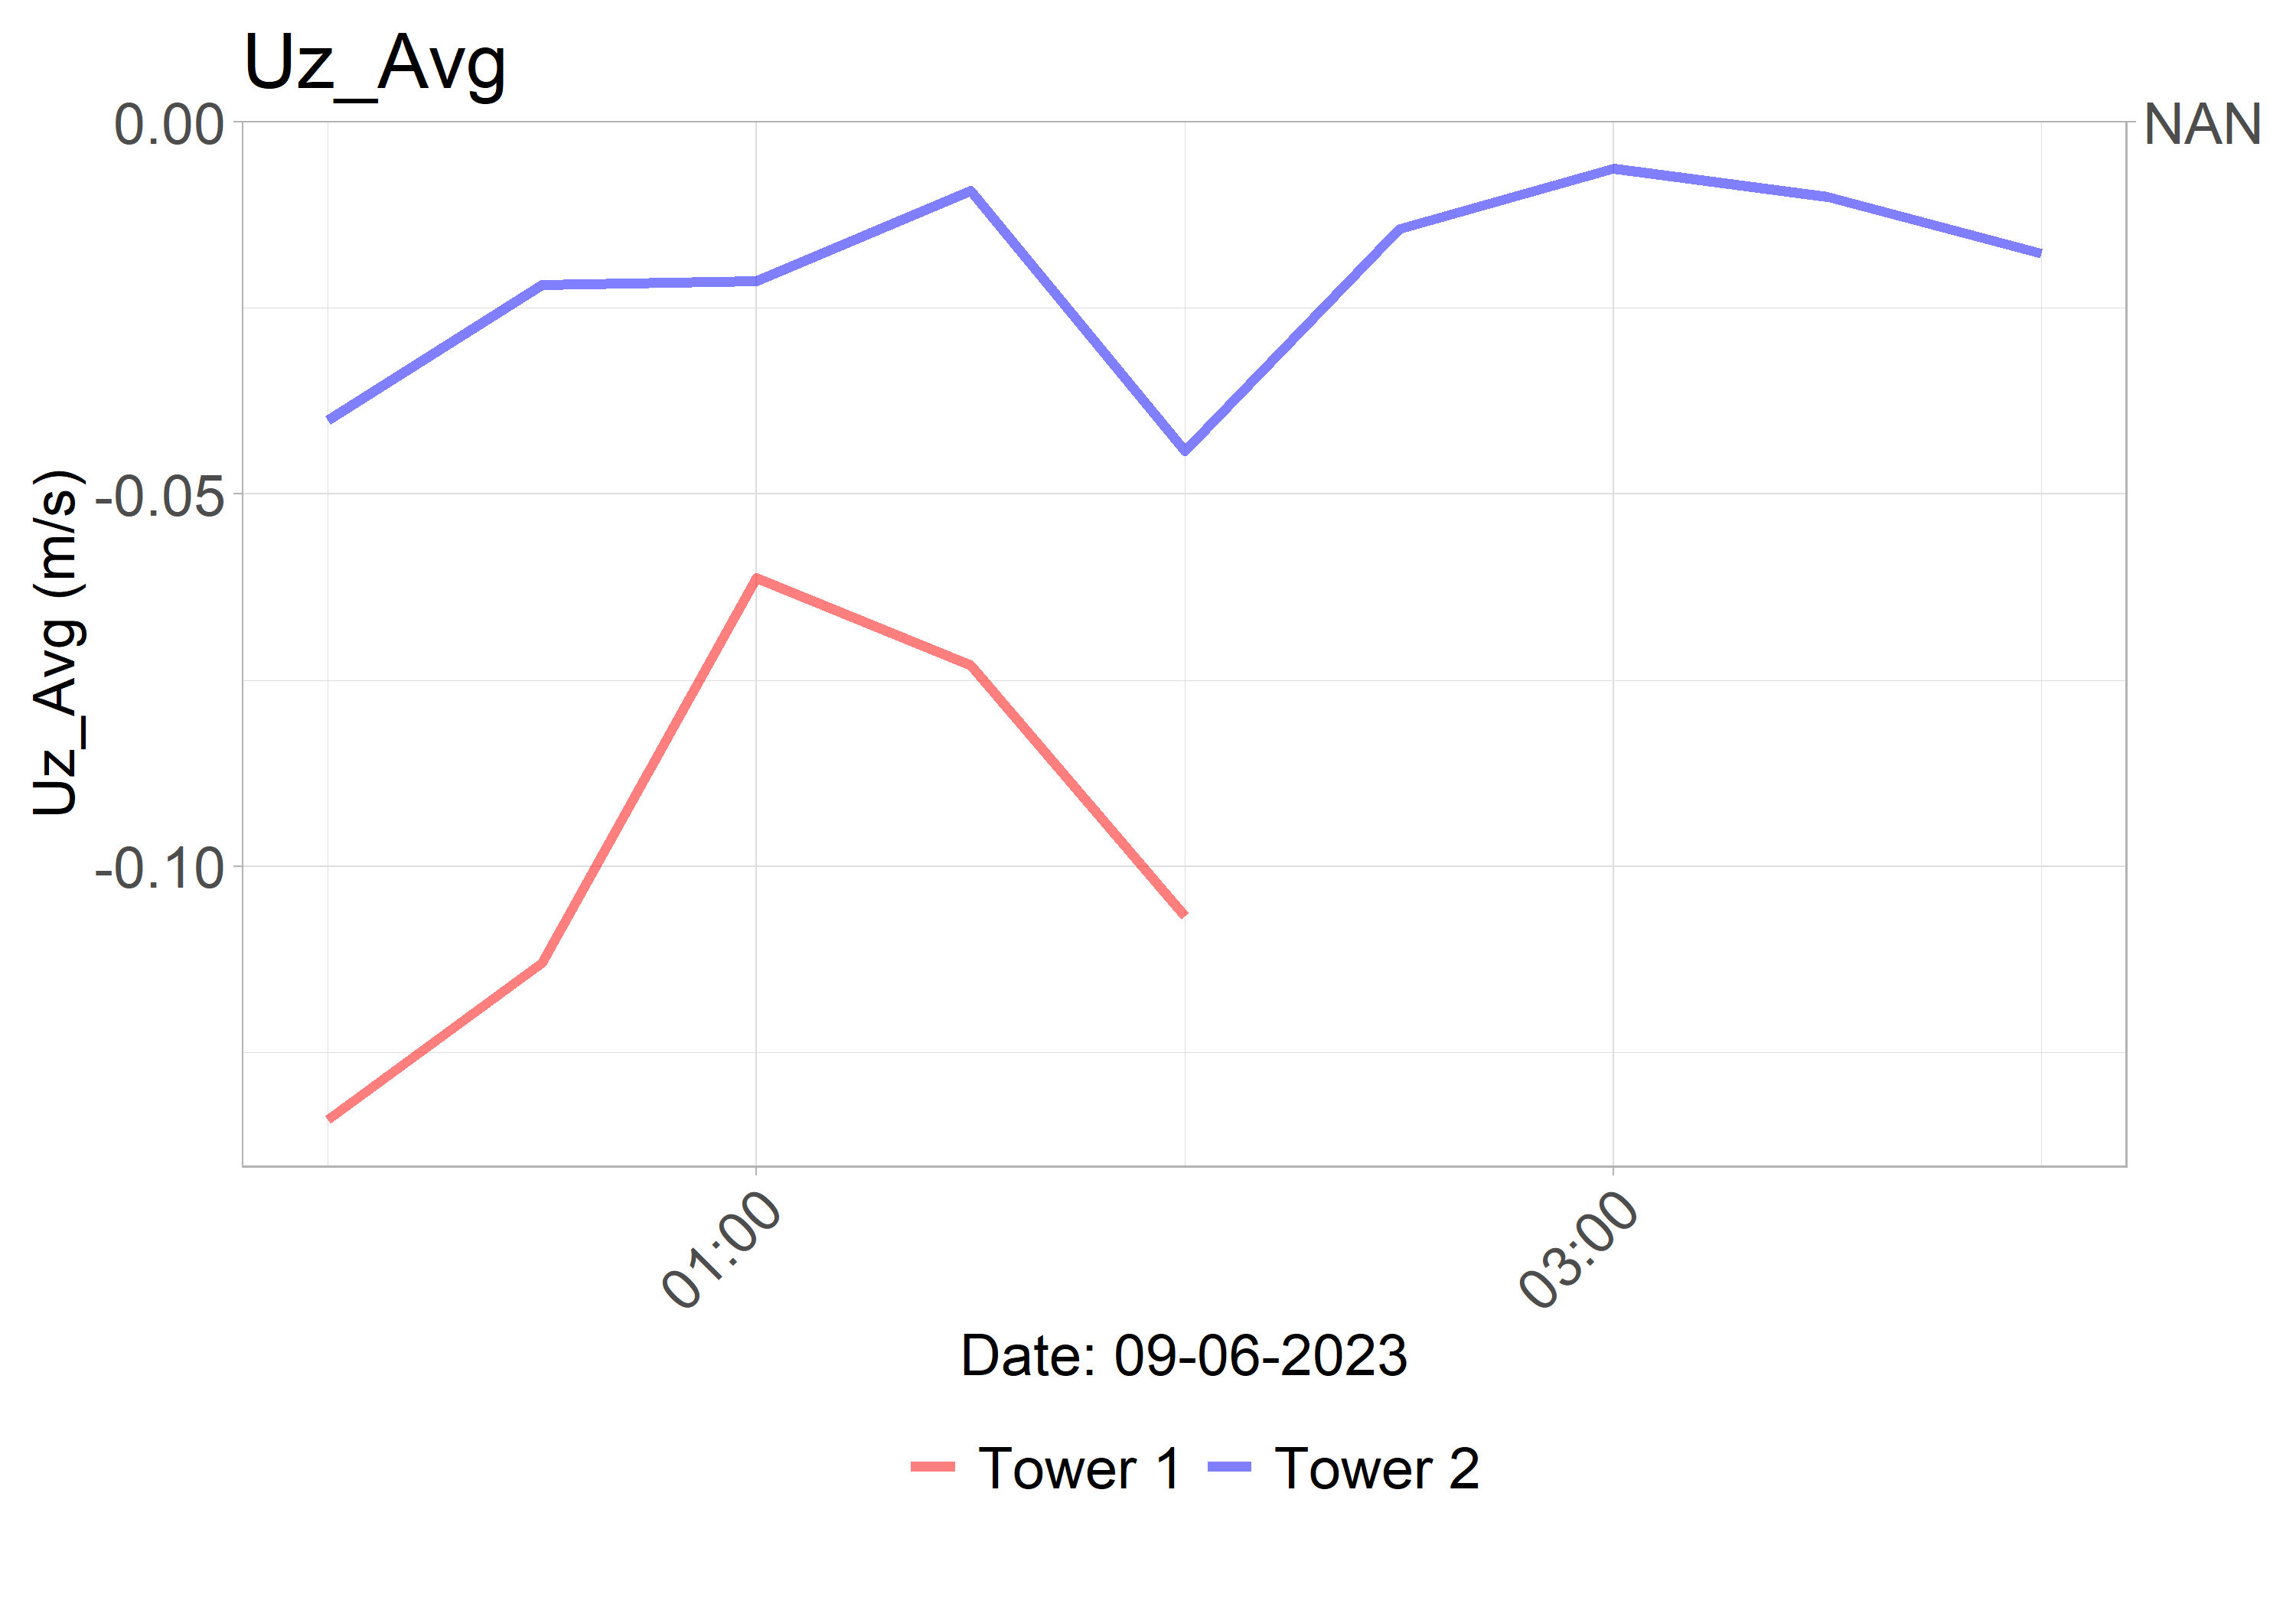 Uz_Avg
0.00
NAN
-0.05
-0.10
Uz_Avg (m/s)
01:00
03:00
Date: 09-06-2023
Tower 1
Tower 2